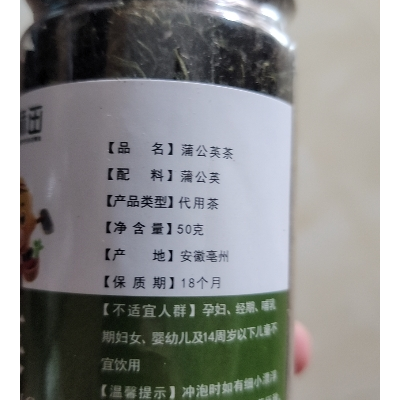 【品 名】蒲公英茶
【配 料】蒲公英
【产品类型】代用茶
【净 含 量】50克
【产 地】安徽亳州
【保 质 期】18个月
【不适宜人群】孕妇、经期、哺乳
期妇女、婴幼儿及14周岁以下儿童不
宜饮用
【温馨提示】冲泡时如有细小漂浮